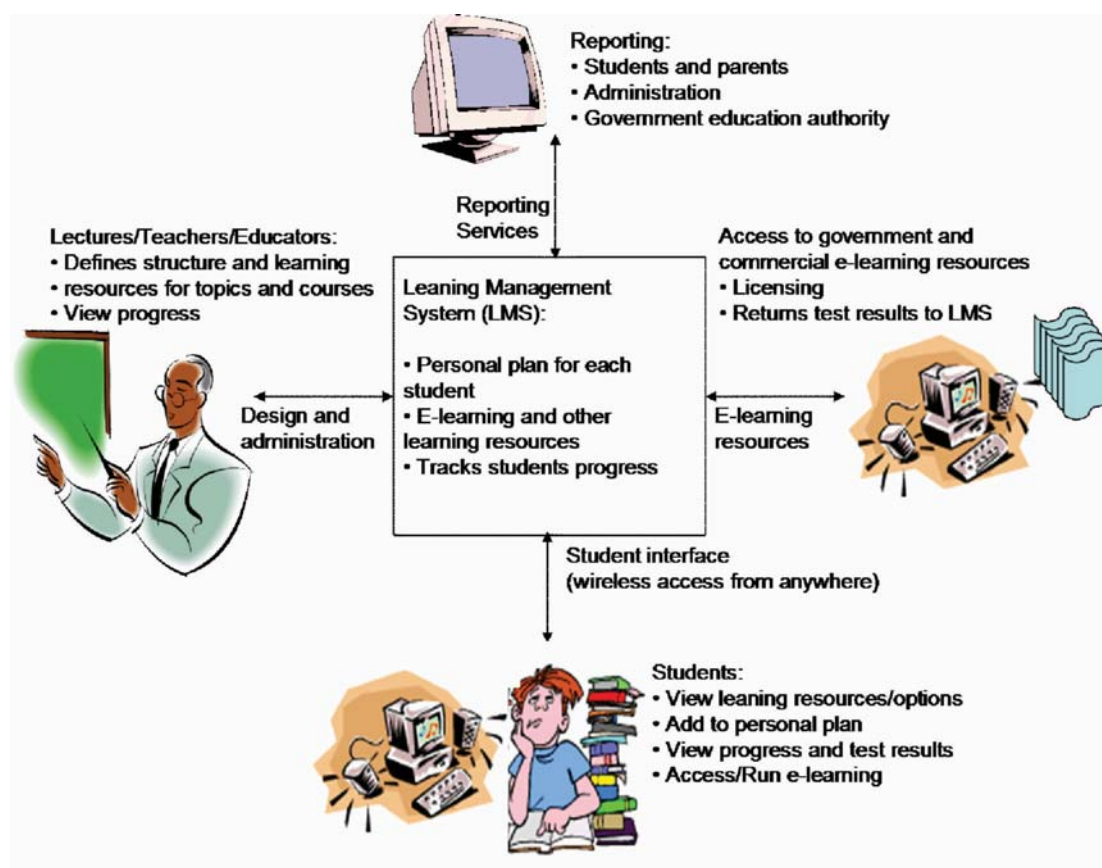 Reporting:
• Students and parents
• Administration
• Government education authority
Reporting
Services
Lectures/Teachers/Educators:
• Defines structure and learning
• resources for topics and courses
• View progress
Access to government and
commercial e-learning resources
• Licensing
• Returns test results to LMS
Leaning Management
System (LMS):
• Personal plan for each
student
• E-learning and other
learning resources
• Tracks students progress
Design and
administration
E-learning
resources
Student interface
(wireless access from anywhere)
Students:
• View leaning resources/options
• Add to personal plan
• View progress and test results
• Access/Run e-learning